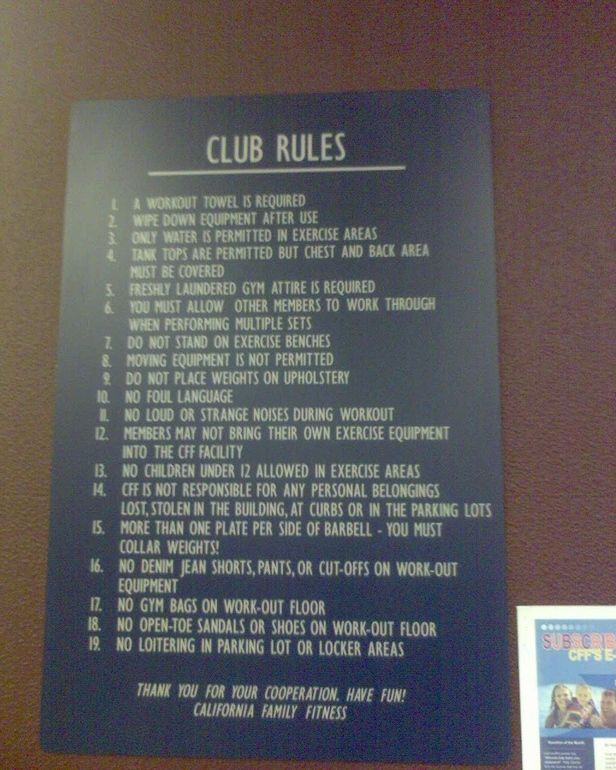 CLUB RULES
1. A WORKOUT TOWEL IS REQUIRED
2. WIPE DOWN EQUIPMENT AFTER USE
3. ONLY WATER IS PERMITTED IN EXERCISE AREAS
4. TANK TOPS ARE PERMITTED BUT CHEST AND BACK AREA
MUST BE COVERED
5. FRESHLY LAUNDERED GYM ATTIRE IS REQUIRED
6. YOU MUST ALLOW OTHER MEMBERS TO WORK THROUGH
WHEN PERFORMING MULTIPLE SETS
7. DO NOT STAND ON EXERCISE BENCHES
8. MOVING EQUIPMENT IS NOT PERMITTED
9. DO NOT PLACE WEIGHTS ON UPHOLSTERY
10. NO FOUL LANGUAGE
11. NO LOUD OR STRANGE NOISES DURING WORKOUT
12. MEMBERS MAY NOT BRING THEIR OWN EXERCISE EQUIPMENT
INTO THE CFF FACILITY
13. NO CHILDREN UNDER 12 ALLOWED IN EXERCISE AREAS
14. CFF IS NOT RESPONSIBLE FOR ANY PERSONAL BELONGINGS
LOST, STOLEN IN THE BUILDING, AT CURBS OR IN THE PARKING LOTS
15. MORE THAN ONE PLATE PER SIDE OF BARBELL - YOU MUST
COLLAR WEIGHTS!
16. NO DENIM JEAN SHORTS, PANTS, OR CUT-OFFS ON WORK-OUT
EQUIPMENT
17. NO GYM BAGS ON WORK-OUT FLOOR
18. NO OPEN-TOE SANDALS OR SHOES ON WORK-OUT FLOOR
19. NO LOITERING IN PARKING LOT OR LOCKER AREAS
THANK YOU FOR YOUR COOPERATION. HAVE FUN!
CALIFORNIA FAMILY FITNESS
SUBSCRIB
CFF'S E-